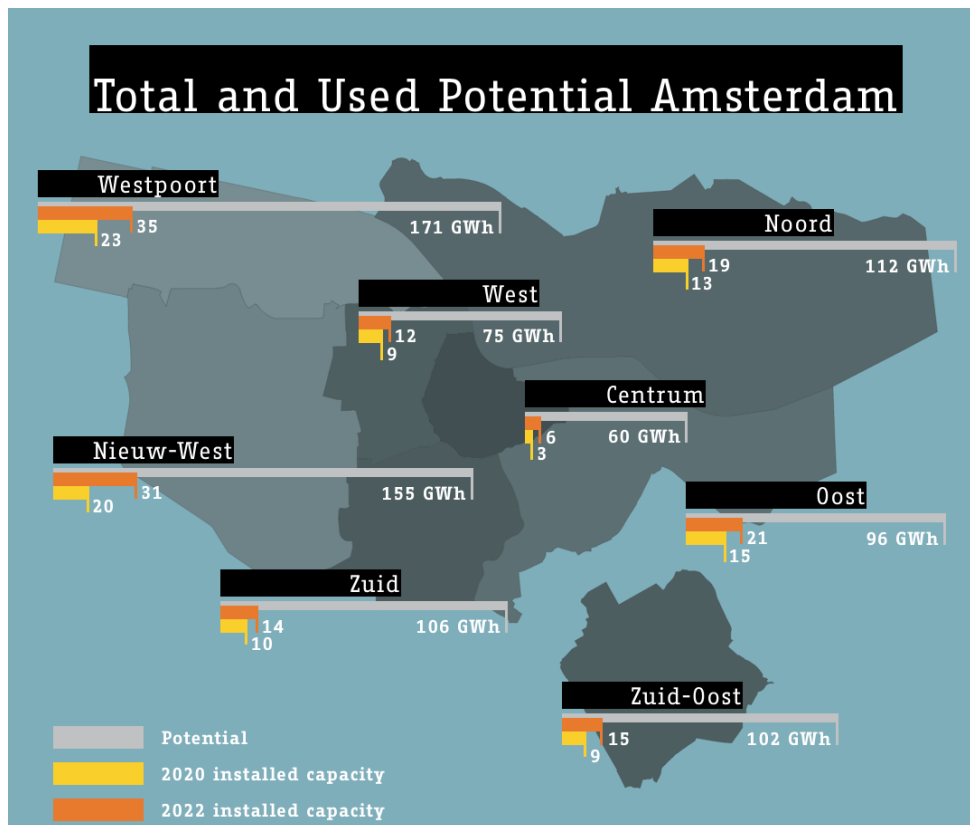 Total and Used Potential Amsterdam
Westpoort
35
171 GWh
23
Noord
19
112 GWh
13
West
12
75 GWh
9
Centrum
6
60 GWh
3
Nieuw-West
31
155 GWh
20
Oost
21
96 GWh
15
Zuid
14
106 GWh
10
Zuid-Oost
15
102 GWh
9
Potential
2020 installed capacity
2022 installed capacity